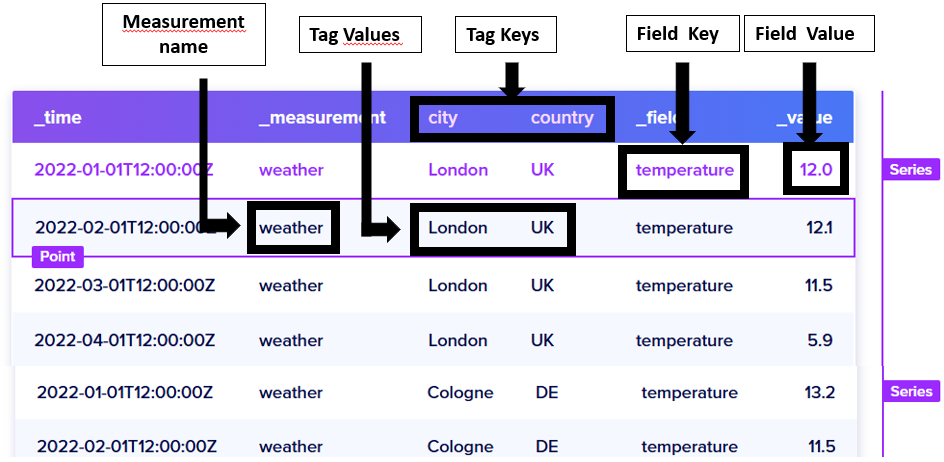 Measurement
name
Tag Values
Tag Keys
Field Key
Field Value
_time _measurement city country _field _value
2022-01-01T12:00:00Z weather London UK temperature 12.0
Series
2022-02-01T12:00:00Z weather London UK temperature 12.1
Point
2022-03-01T12:00:00Z weather London UK temperature 11.5
2022-04-01T12:00:00Z weather London UK temperature 5.9
2022-01-01T12:00:00Z weather Cologne DE temperature 13.2
Series
2022-02-01T12:00:00Z weather Cologne DE temperature 11.5